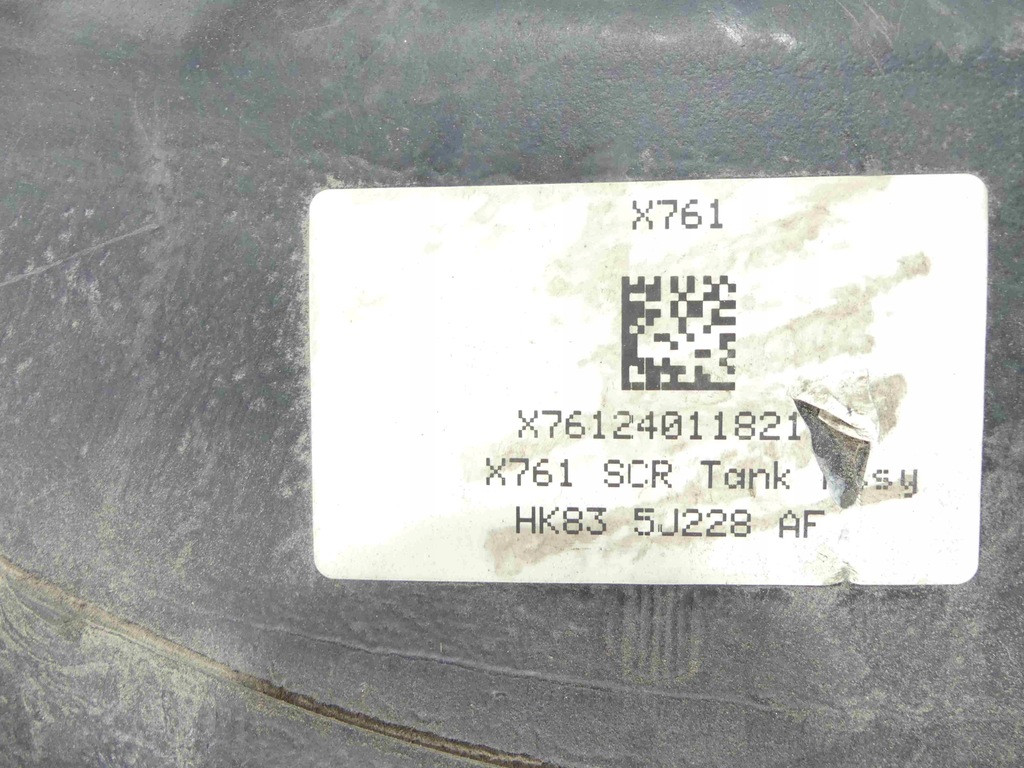 X761
X76124011821
X761 SCR Tank
HK83 5J228 AF